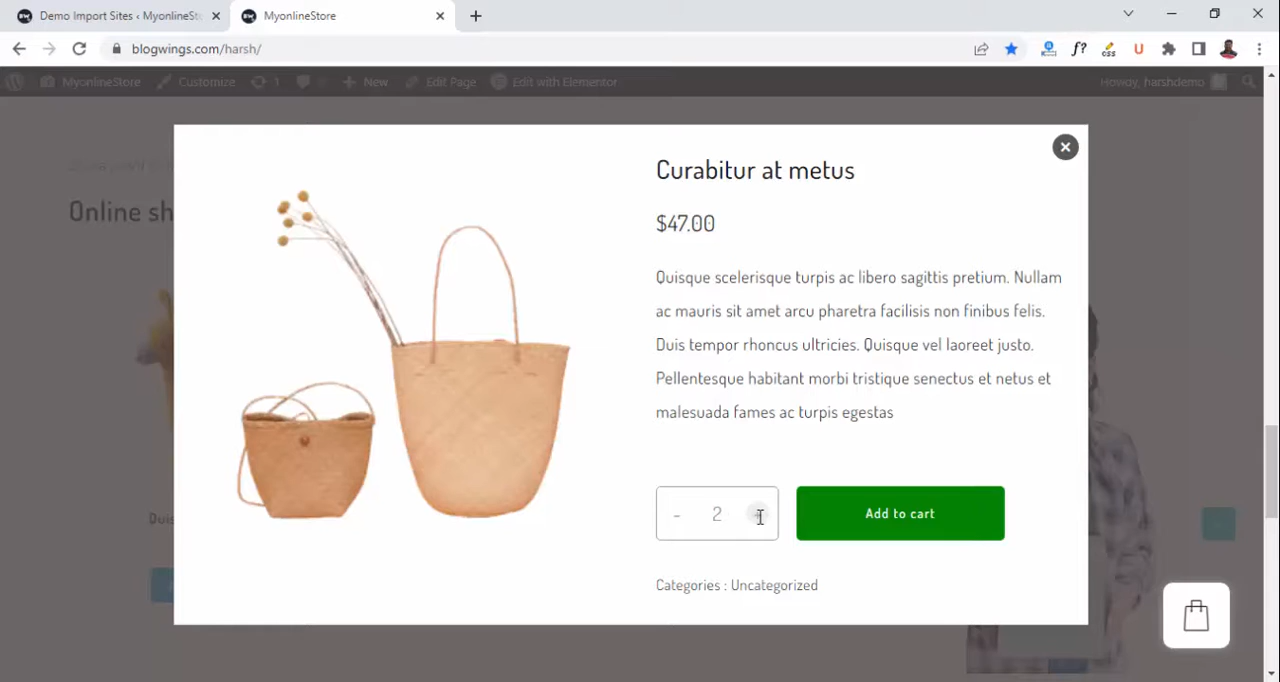 Demo Import Sites ‹ MyonlineSt
MyonlineStore
blogwings.com/harsh/
f?
css
U
MyonlineStore
Customize
1
New
Edit Page
Edit with Elementor
Howdy, harshdemo
Online sh
Curabitur at metus
$47.00
Quisque scelerisque turpis ac libero sagittis pretium. Nullam
ac mauris sit amet arcu pharetra facilisis non finibus felis.
Duis tempor rhoncus ultricies. Quisque vel laoreet justo.
Pellentesque habitant morbi tristique senectus et netus et
malesuada fames ac turpis egestas
- 2 +
Add to cart
Duis
Categories : Uncategorized